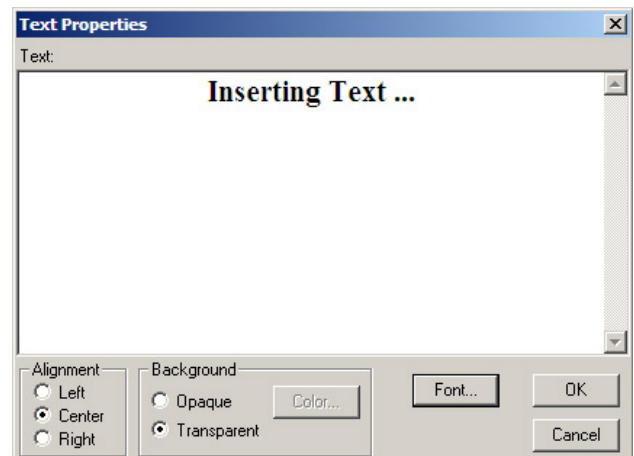 Text Properties
Text:
Inserting Text ...
Alignment
Left
Center
Right
Background
Opaque
Color...
Transparent
Font...
OK
Cancel